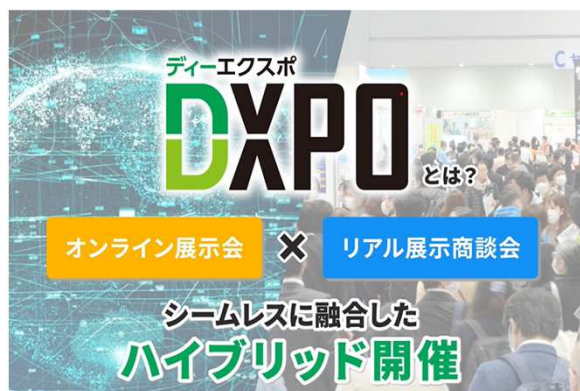 ディーエクスポ
DXPO とは?
オンライン展示会 × リアル展示商談会
シームレスに融合した
ハイブリッド開催